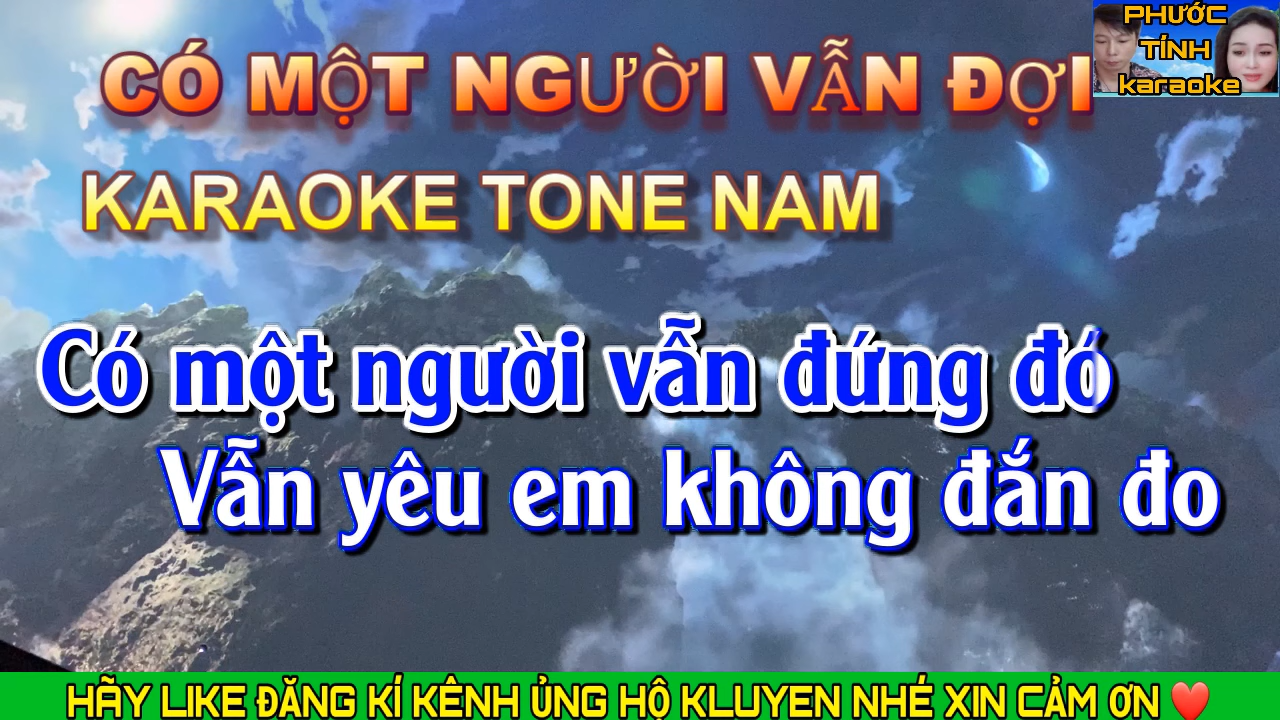 CÓ MỘT NGƯỜI VẪN ĐỢI
PHƯỚC
TÍNH
karaoke
KARAOKE TONE NAM
Có một người vẫn đứng đó
Vẫn yêu em không đắn đo
HÃY LIKE ĐĂNG KÍ KÊNH ỦNG HỘ KLUYEN NHÉ XIN CẢM ƠN ❤️